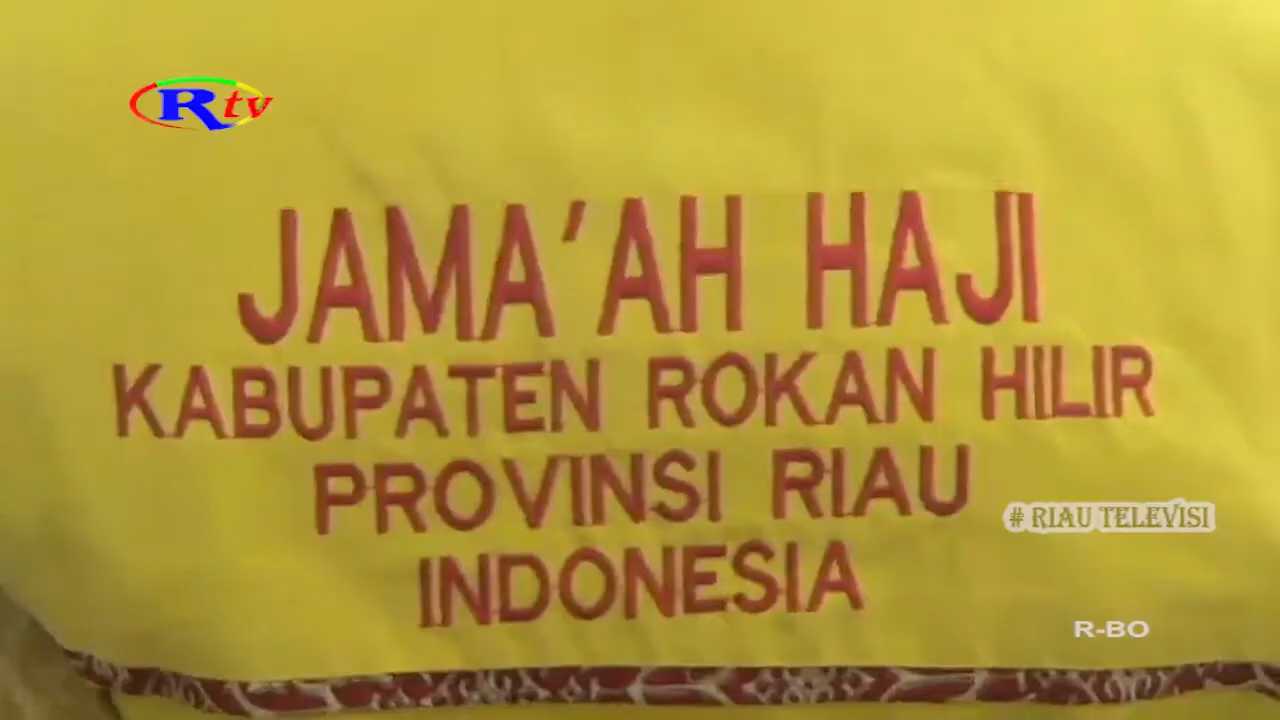 Rtv
JAMA'AH HAJI
KABUPATEN ROKAN HILIR
PROVINSI RIAU
# RIAU TELEVISI
INDONESIA
R-BO